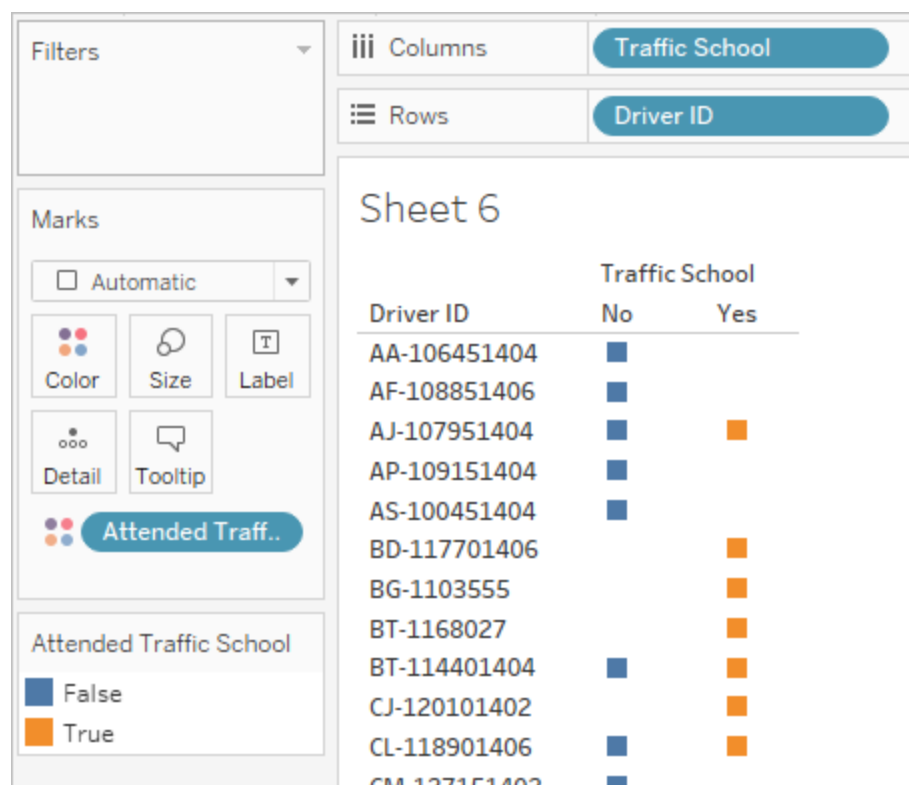 Filters
Columns
Traffic School
Rows
Driver ID
Marks
Automatic
Color
Size
T
Label
Detail
Tooltip
Attended Traff..
Attended Traffic School
False
True
Sheet 6
Traffic School
Driver ID No Yes
AA-106451404
AF-108851406
AJ-107951404
AP-109151404
AS-100451404
BD-117701406
BG-1103555
BT-1168027
BT-114401404
CJ-120101402
CL-118901406